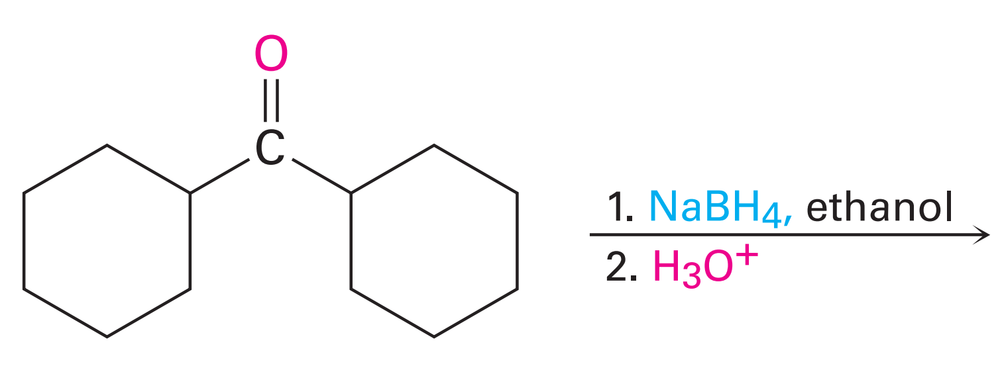 O
C
1. NaBH₄, ethanol
2. H₃O⁺